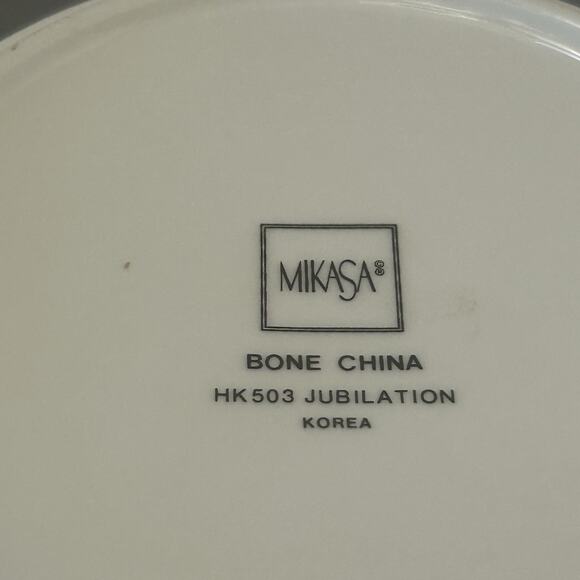 MIKASA®
BONE CHINA
HK503 JUBILATION
KOREA